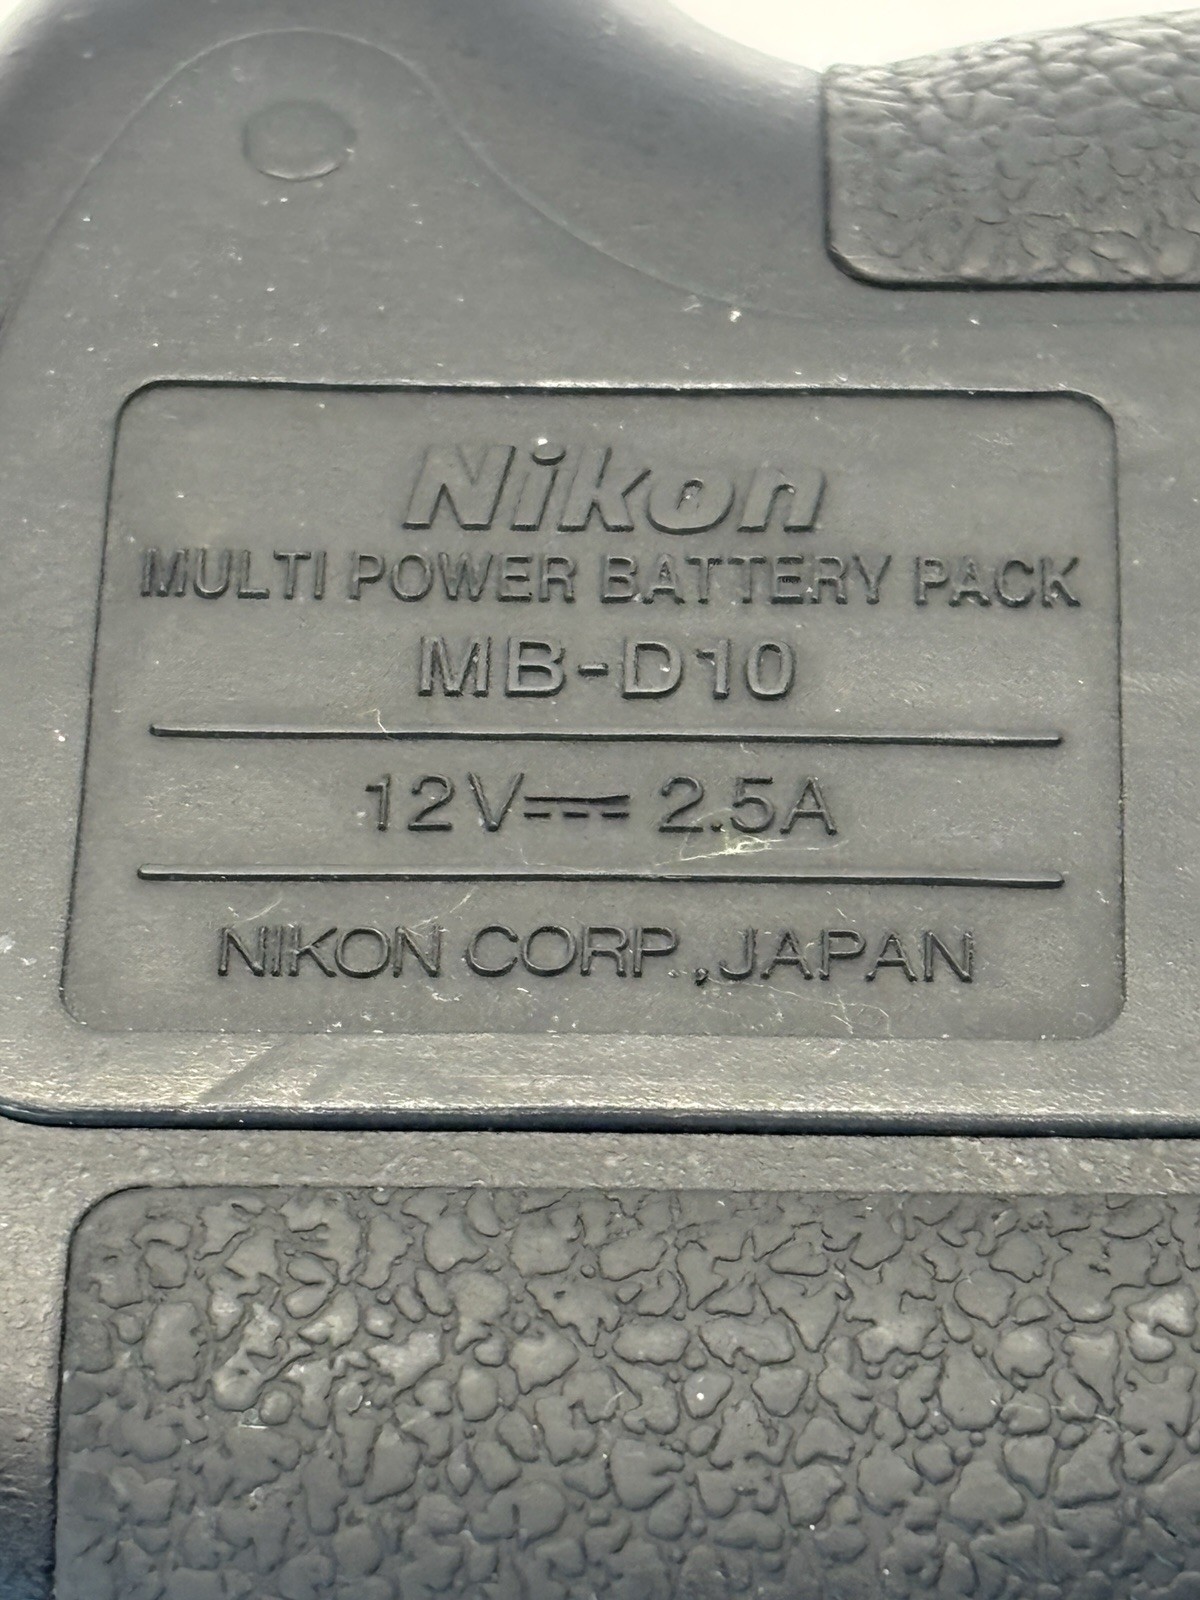 Nikon
MULTI POWER BATTERY PACK
MB-D10
12V⎓ 2.5A
NIKON CORP.,JAPAN